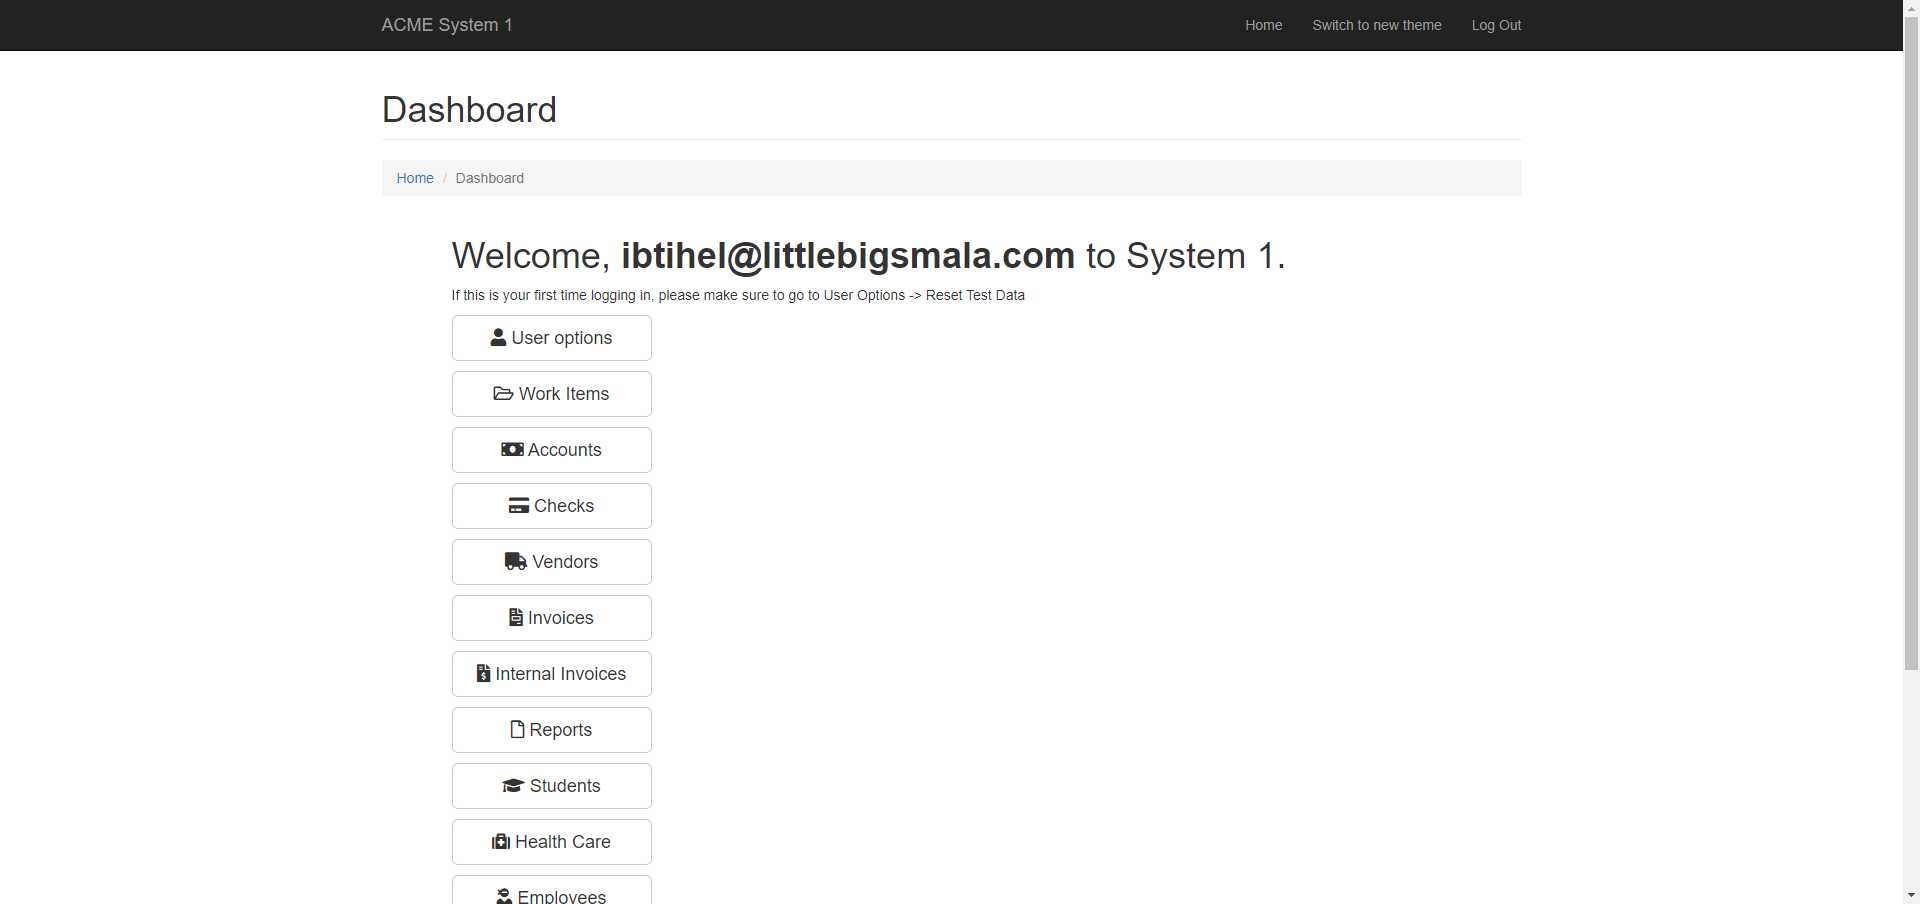 ACME System 1
Home
Switch to new theme
Log Out
Dashboard
Home / Dashboard
Welcome, ibtihel@littlebigsmala.com to System 1.
If this is your first time logging in, please make sure to go to User Options -> Reset Test Data
User options
Work Items
Accounts
Checks
Vendors
Invoices
Internal Invoices
Reports
Students
Health Care
Employees